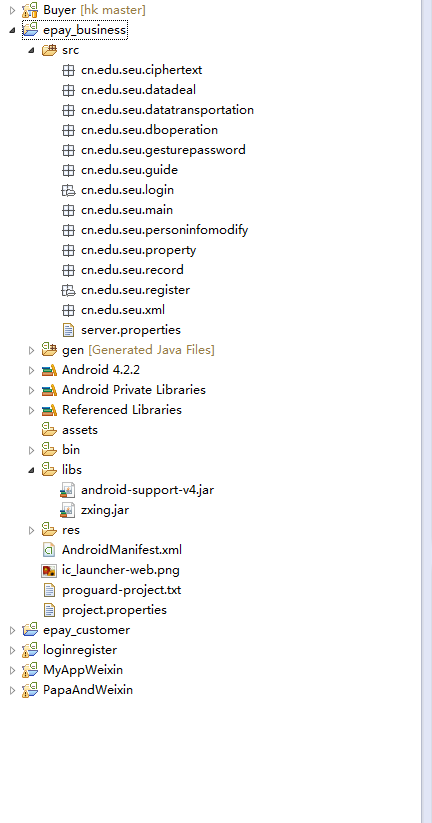 Buyer [hk master]
epay_business
src
cn.edu.seu.ciphertext
cn.edu.seu.datadeal
cn.edu.seu.datatransportation
cn.edu.seu.dboperation
cn.edu.seu.gesturepassword
cn.edu.seu.guide
cn.edu.seu.login
cn.edu.seu.main
cn.edu.seu.personinfomodify
cn.edu.seu.property
cn.edu.seu.record
cn.edu.seu.register
cn.edu.seu.xml
server.properties
gen [Generated Java Files]
Android 4.2.2
Android Private Libraries
Referenced Libraries
assets
bin
libs
android-support-v4.jar
zxing.jar
res
AndroidManifest.xml
ic_launcher-web.png
proguard-project.txt
project.properties
epay_customer
loginregister
MyAppWeixin
PapaAndWeixin